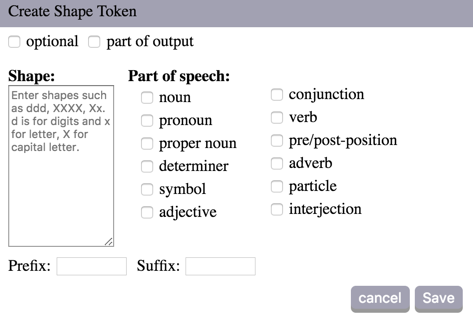 Create Shape Token
optional part of output
Shape:
Enter shapes such
as ddd, XXXX, Xx.
d is for digits and x
for letter, X for
capital letter.
Part of speech:
noun
pronoun
proper noun
determiner
symbol
adjective
conjunction
verb
pre/post-position
adverb
particle
interjection
Prefix: Suffix:
cancel Save